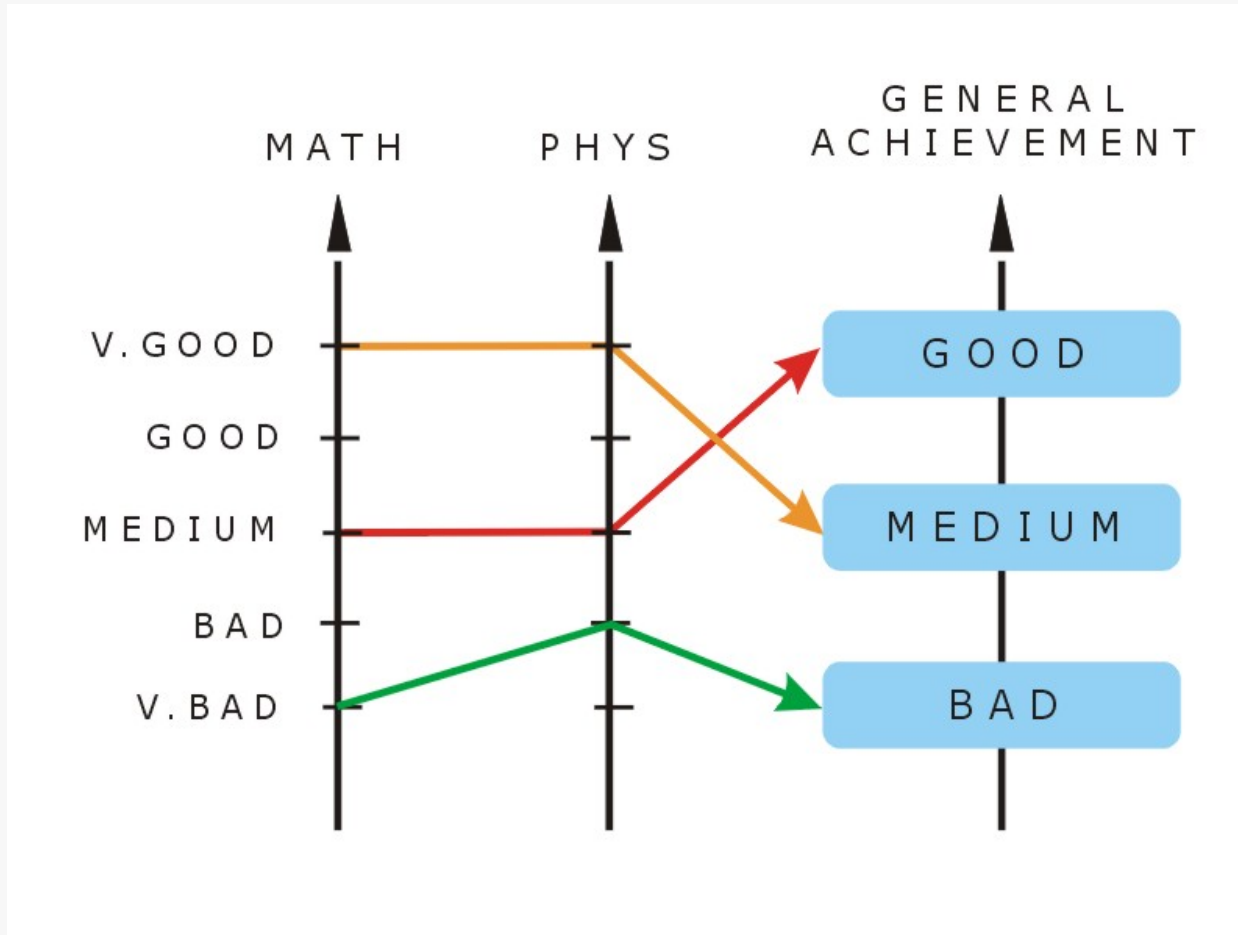 MATH
PHYS
GENERAL
ACHIEVEMENT
V.GOOD
GOOD
MEDIUM
BAD
V.BAD
GOOD
MEDIUM
BAD